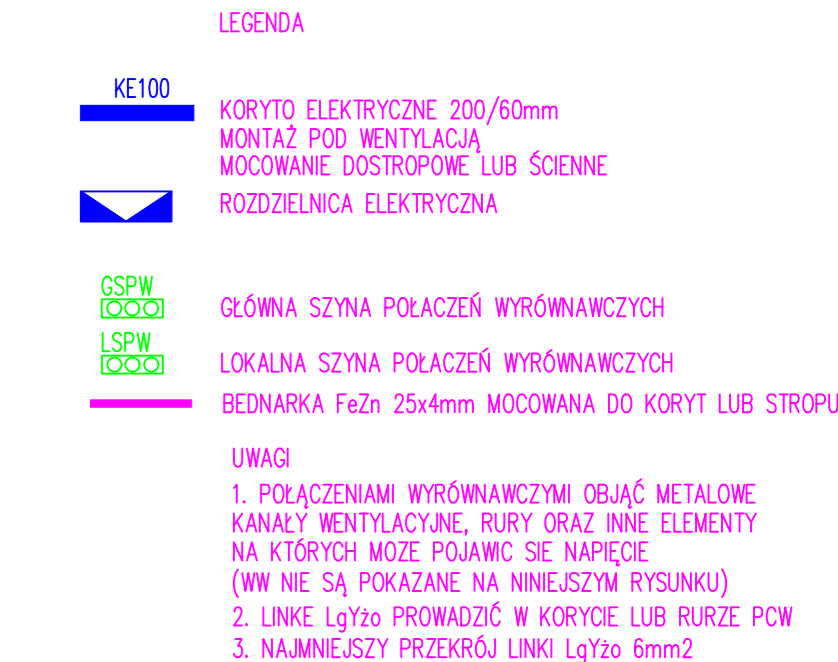 LEGENDA
KE100
KORYTO ELEKTRYCZNE 200/60mm
MONTAŻ POD WENTYLACJĄ
MOCOWANIE DOSTROPOWE LUB ŚCIENNE
ROZDZIELNICA ELEKTRYCZNA
GSPW
GŁÓWNA SZYNA POŁACZEŃ WYRÓWNAWCZYCH
LSPW
LOKALNA SZYNA POŁACZEŃ WYRÓWNAWCZYCH
BEDNARKA FeZn 25x4mm MOCOWANA DO KORYT LUB STROPU
UWAGI
1. POŁĄCZENIAMI WYRÓWNAWCZYMI OBJĄĆ METALOWE
KANAŁY WENTYLACYJNE, RURY ORAZ INNE ELEMENTY
NA KTÓRYCH MOZE POJAWIC SIE NAPIĘCIE
(WW NIE SĄ POKAZANE NA NINIEJSZYM RYSUNKU)
2. LINKE LgYżo PROWADZIĆ W KORYCIE LUB RURZE PCW
3. NAJMNIEJSZY PRZEKRÓJ LINKI LgYżo 6mm2